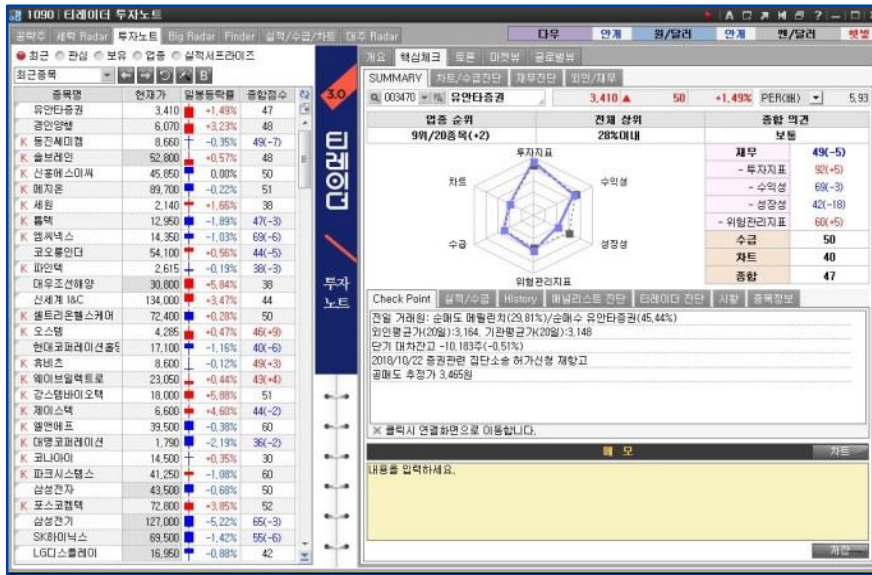 1090 | 티레이더 투자노트
공략주 세력 Radar 투자노트 Big Radar Finder 실적/수급/차트 대주 Radar
다우 안개 원/달러 안개 엔/달러 햇볕
최근 관심 보유 업종 실적서프라이즈
최근종목
B
종목명 현재가 일봉등락률 종합점수
유안타증권 3,410 +1,49% 47
경인양행 6,070 +3,23% 48
K 동진쎄미켐 8,660 -0,35% 49(-7)
K 솔브레인 52,800 +0,57% 48
K 신흥에스이씨 45,850 0,00% 50
K 메지온 89,700 -0,22% 51
K 세원 2,140 +1,66% 38
K 톱텍 12,950 -1,89% 47(-3)
K 엠씨넥스 14,350 -1,03% 69(-6)
코오롱인더 54,100 +0,56% 44(-5)
K 파인텍 2,615 -0,19% 38(-3)
대우조선해양 30,800 +5,84% 38
신세계 I&C 134,000 +3,47% 44
K 셀트리온헬스케어 72,400 +0,28% 50
K 오스템 4,285 +0,47% 46(+9)
현대코퍼레이션홀딩 17,100 -1,16% 40(-6)
K 휴비츠 8,600 -0,12% 49(+3)
K 웨이브일렉트로 23,050 +0,44% 43(+4)
K 강스템바이오텍 18,000 +5,88% 51
K 제이스텍 6,600 +4,60% 44(-2)
K 엘앤에프 39,500 -0,38% 60
K 대명코퍼레이션 1,790 -2,19% 36(-2)
K 코나아이 14,500 +0,35% 30
K 파크시스템스 41,250 -1,08% 60
삼성전자 43,500 -0,68% 50
K 포스코켐텍 72,800 +3,85% 52
삼성전기 127,000 -5,22% 65(-3)
SK하이닉스 69,500 -1,42% 55(-6)
LG디스플레이 16,950 -0,88% 42
3.0
티레이더
투자
노트
개요 핵심체크 토론 마켓뷰 글로벌뷰
SUMMARY 차트/수급진단 재무진단 외인/재무
003470 유안타증권 3,410 ▲ 50 +1,49% PER(배) 5,93
업종 순위 전체 상위 종합 의견
9위/20종목(+2) 28%이내 보통
투자지표
수익성
성장성
위험관리지표
수급
차트
재무 49(-5)
- 투자지표 92(+5)
- 수익성 69(-3)
- 성장성 42(-18)
- 위험관리지표 60(+5)
수급 50
차트 40
종합 47
Check Point 실적/수급 History 애널리스트 진단 티레이더 진단 시황 종목정보
전일 거래원: 순매도 메릴린치(29,81%)/순매수 유안타증권(45,44%)
외인평균가(20일):3,164, 기관평균가(20일):3,148
단기 대차잔고 -10,183주(-0,51%)
2018/10/22 증권관련 집단소송 허가신청 재항고
공매도 추정가 3,465원
※ 클릭시 연결화면으로 이동합니다.
메 모
차트
내용을 입력하세요.
저장